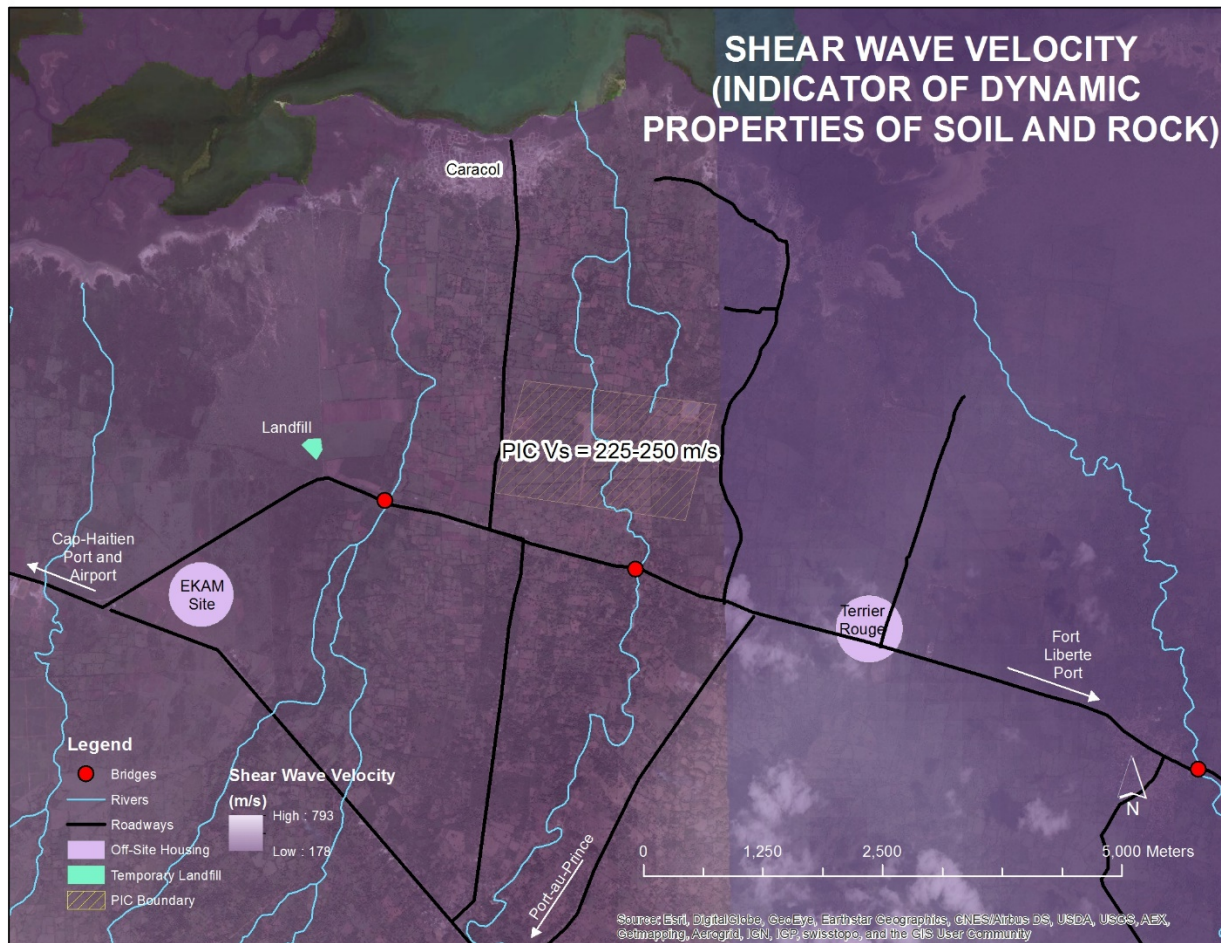 SHEAR WAVE VELOCITY
(INDICATOR OF DYNAMIC
PROPERTIES OF SOIL AND ROCK)
Caracol
Landfill
PIC Vs = 225-250 m/s
Cap-Haitien
Port and
Airport
EKAM
Site
Terrier
Rouge
Fort
Liberte
Port
Legend
Bridges
Rivers
Roadways
Off-Site Housing
Temporary Landfill
PIC Boundary
Shear Wave Velocity
(m/s)
High : 793
Low : 178
Port-au-Prince
N
0 1,250 2,500 5,000 Meters
Source: Esri, DigitalGlobe, GeoEye, Earthstar Geographics, CNES/Airbus DS, USDA, USGS, AEX,
Getmapping, Aerogrid, IGN, IGP, swisstopo, and the GIS User Community